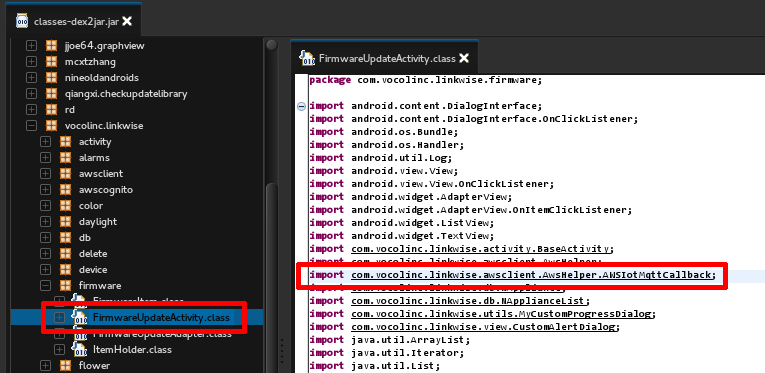 classes-dex2jar.jar
jjoe64.graphview
mcxtzhang
nineoldandroids
qiangxi.checkupdatelibrary
rd
vocolinc.linkwise
activity
alarms
awsclient
awscognito
color
daylight
db
delete
device
firmware
FirmwareItem.class
FirmwareUpdateActivity.class
FirmwareUpdateAdapter.class
ItemHolder.class
flower
FirmwareUpdateActivity.class
package com.vocolinc.linkwise.firmware;
import android.content.DialogInterface;
import android.content.DialogInterface.OnClickListener;
import android.os.Bundle;
import android.os.Handler;
import android.util.Log;
import android.view.View;
import android.view.View.OnClickListener;
import android.widget.AdapterView;
import android.widget.AdapterView.OnItemClickListener;
import android.widget.ListView;
import android.widget.TextView;
import com.vocolinc.linkwise.activity.BaseActivity;
import com.vocolinc.linkwise.awsclient.AwsHelper;
import com.vocolinc.linkwise.awsclient.AwsHelper.AWSIotMqttCallback;
import com.vocolinc.linkwise.db.NAppliance;
import com.vocolinc.linkwise.db.NApplianceList;
import com.vocolinc.linkwise.utils.MyCustomProgressDialog;
import com.vocolinc.linkwise.view.CustomAlertDialog;
import java.util.ArrayList;
import java.util.Iterator;
import java.util.List;